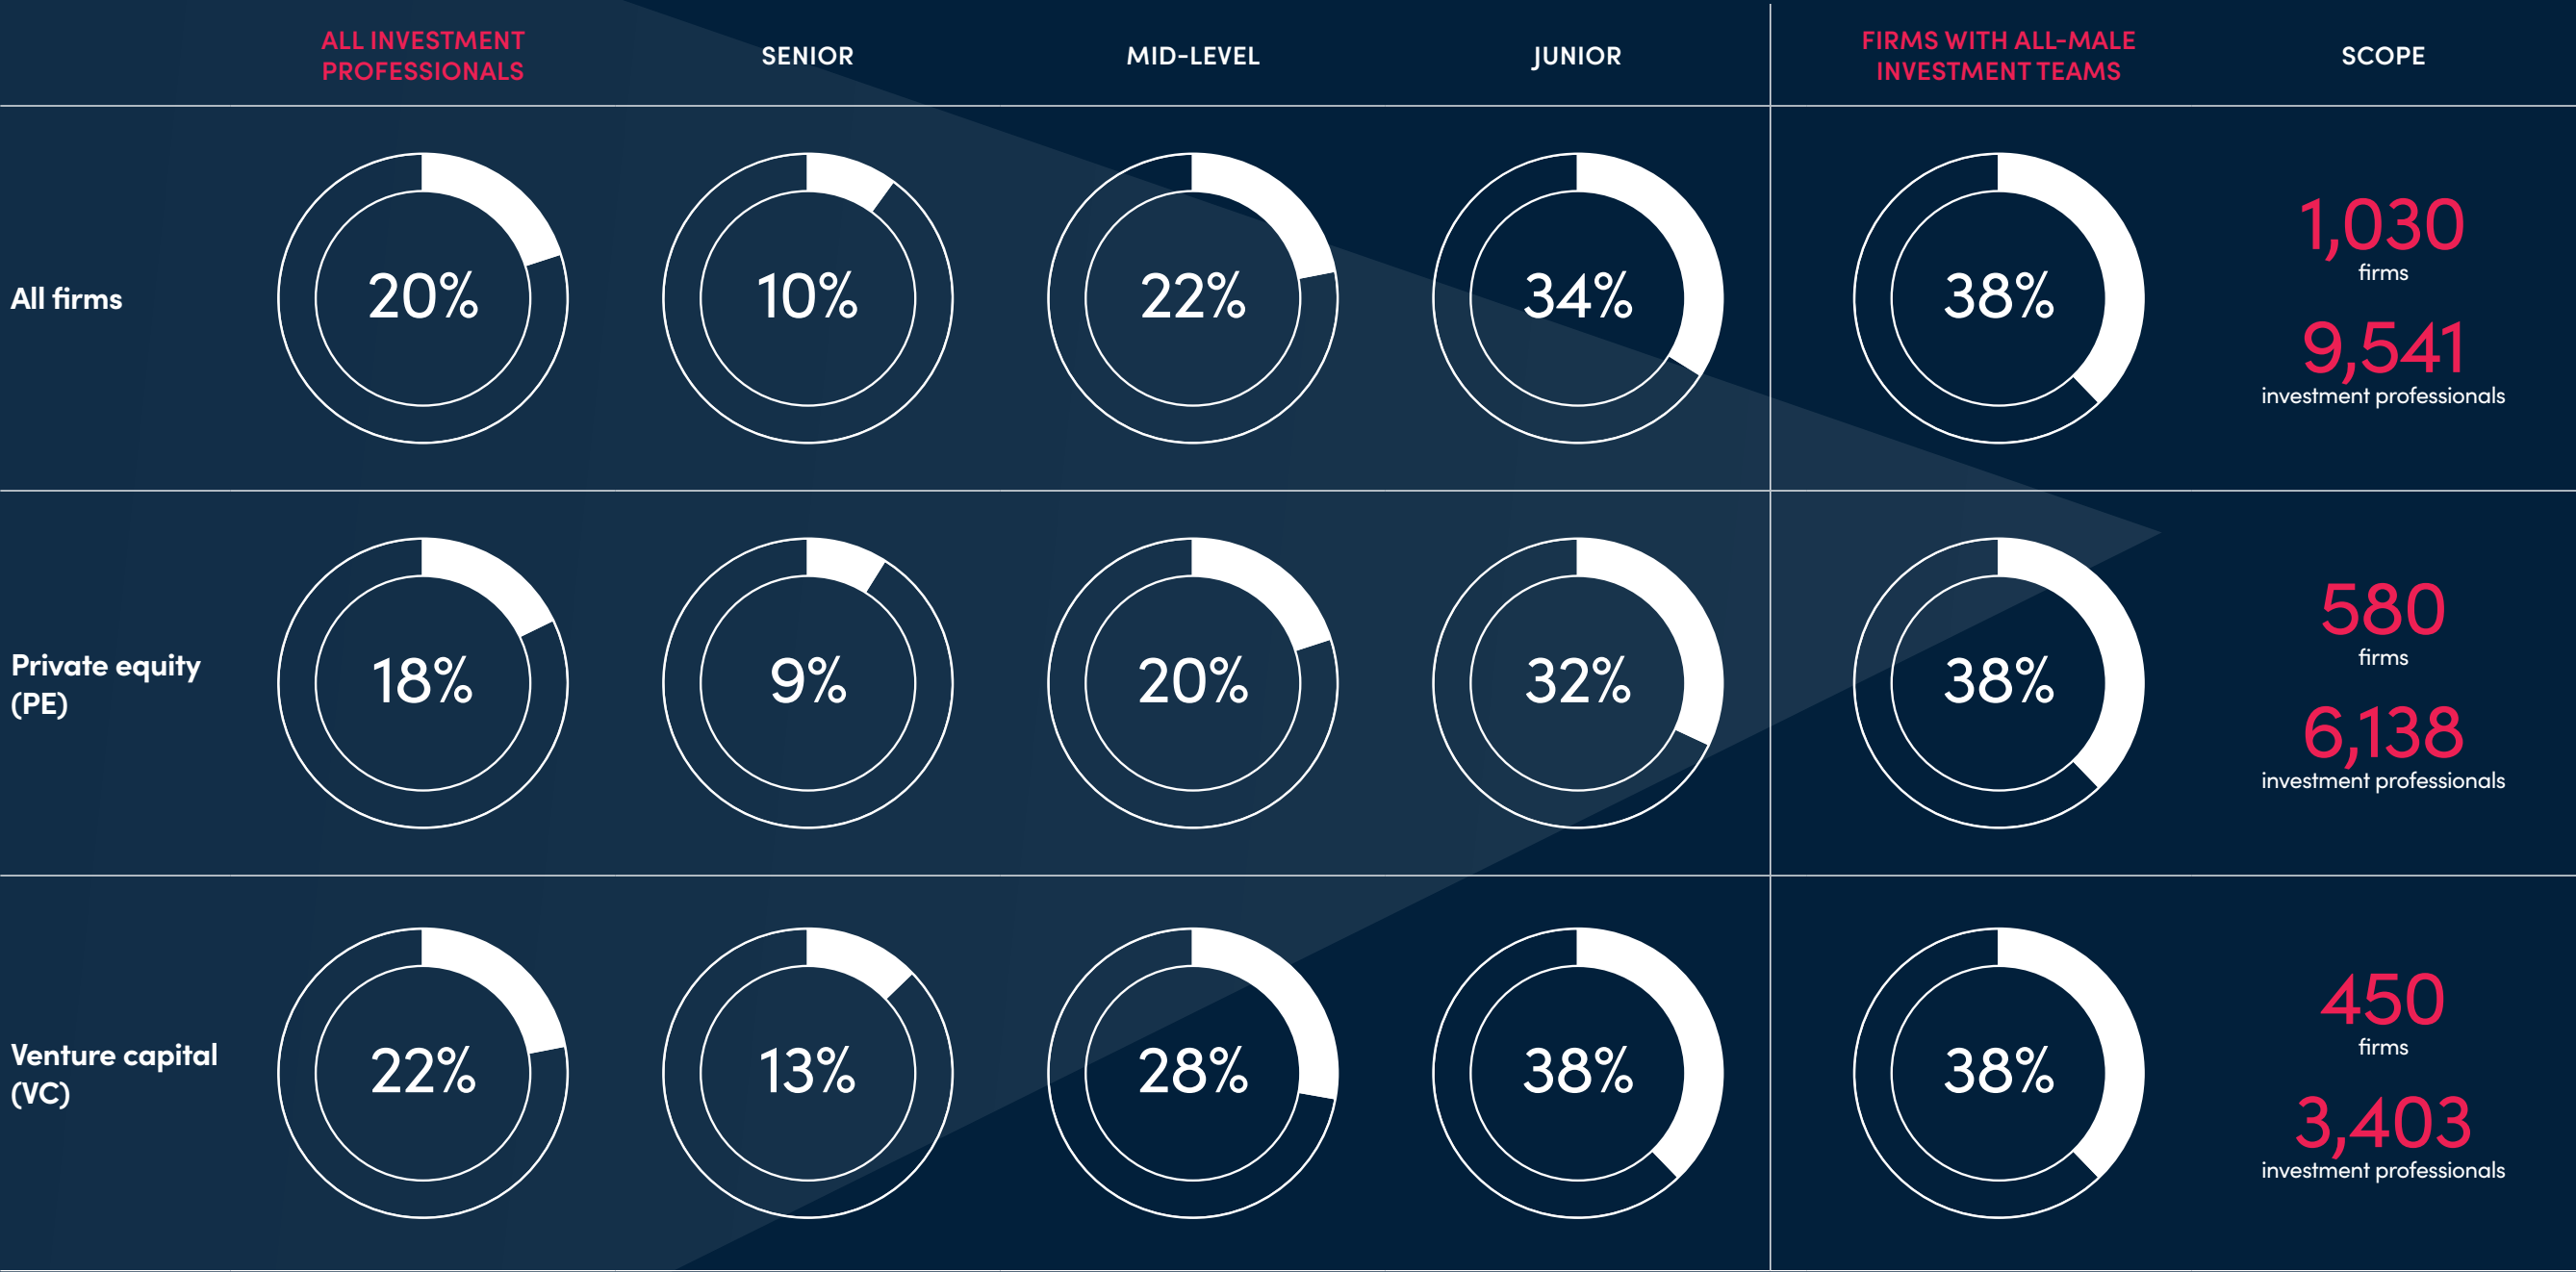 ALL INVESTMENT
PROFESSIONALS
SENIOR
MID-LEVEL
JUNIOR
FIRMS WITH ALL-MALE
INVESTMENT TEAMS
SCOPE
All firms
20%
10%
22%
34%
38%
1,030
firms
9,541
investment professionals
Private equity
(PE)
18%
9%
20%
32%
38%
580
firms
6,138
investment professionals
Venture capital
(VC)
22%
13%
28%
38%
38%
450
firms
3,403
investment professionals